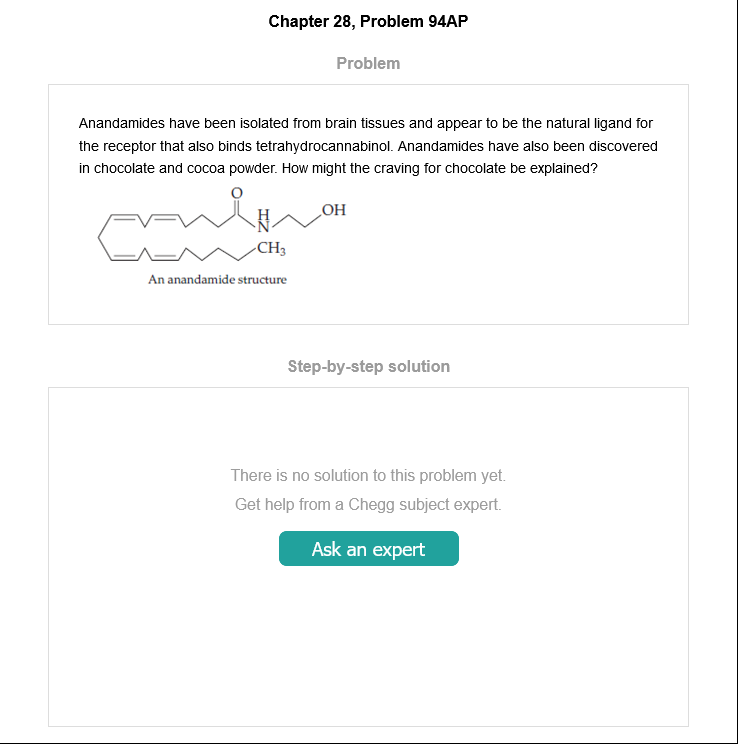 Chapter 28, Problem 94AP
Problem
Anandamides have been isolated from brain tissues and appear to be the natural ligand for
the receptor that also binds tetrahydrocannabinol. Anandamides have also been discovered
in chocolate and cocoa powder. How might the craving for chocolate be explained?
O
H
N
OH
CH₃
An anandamide structure
Step-by-step solution
There is no solution to this problem yet.
Get help from a Chegg subject expert.
Ask an expert